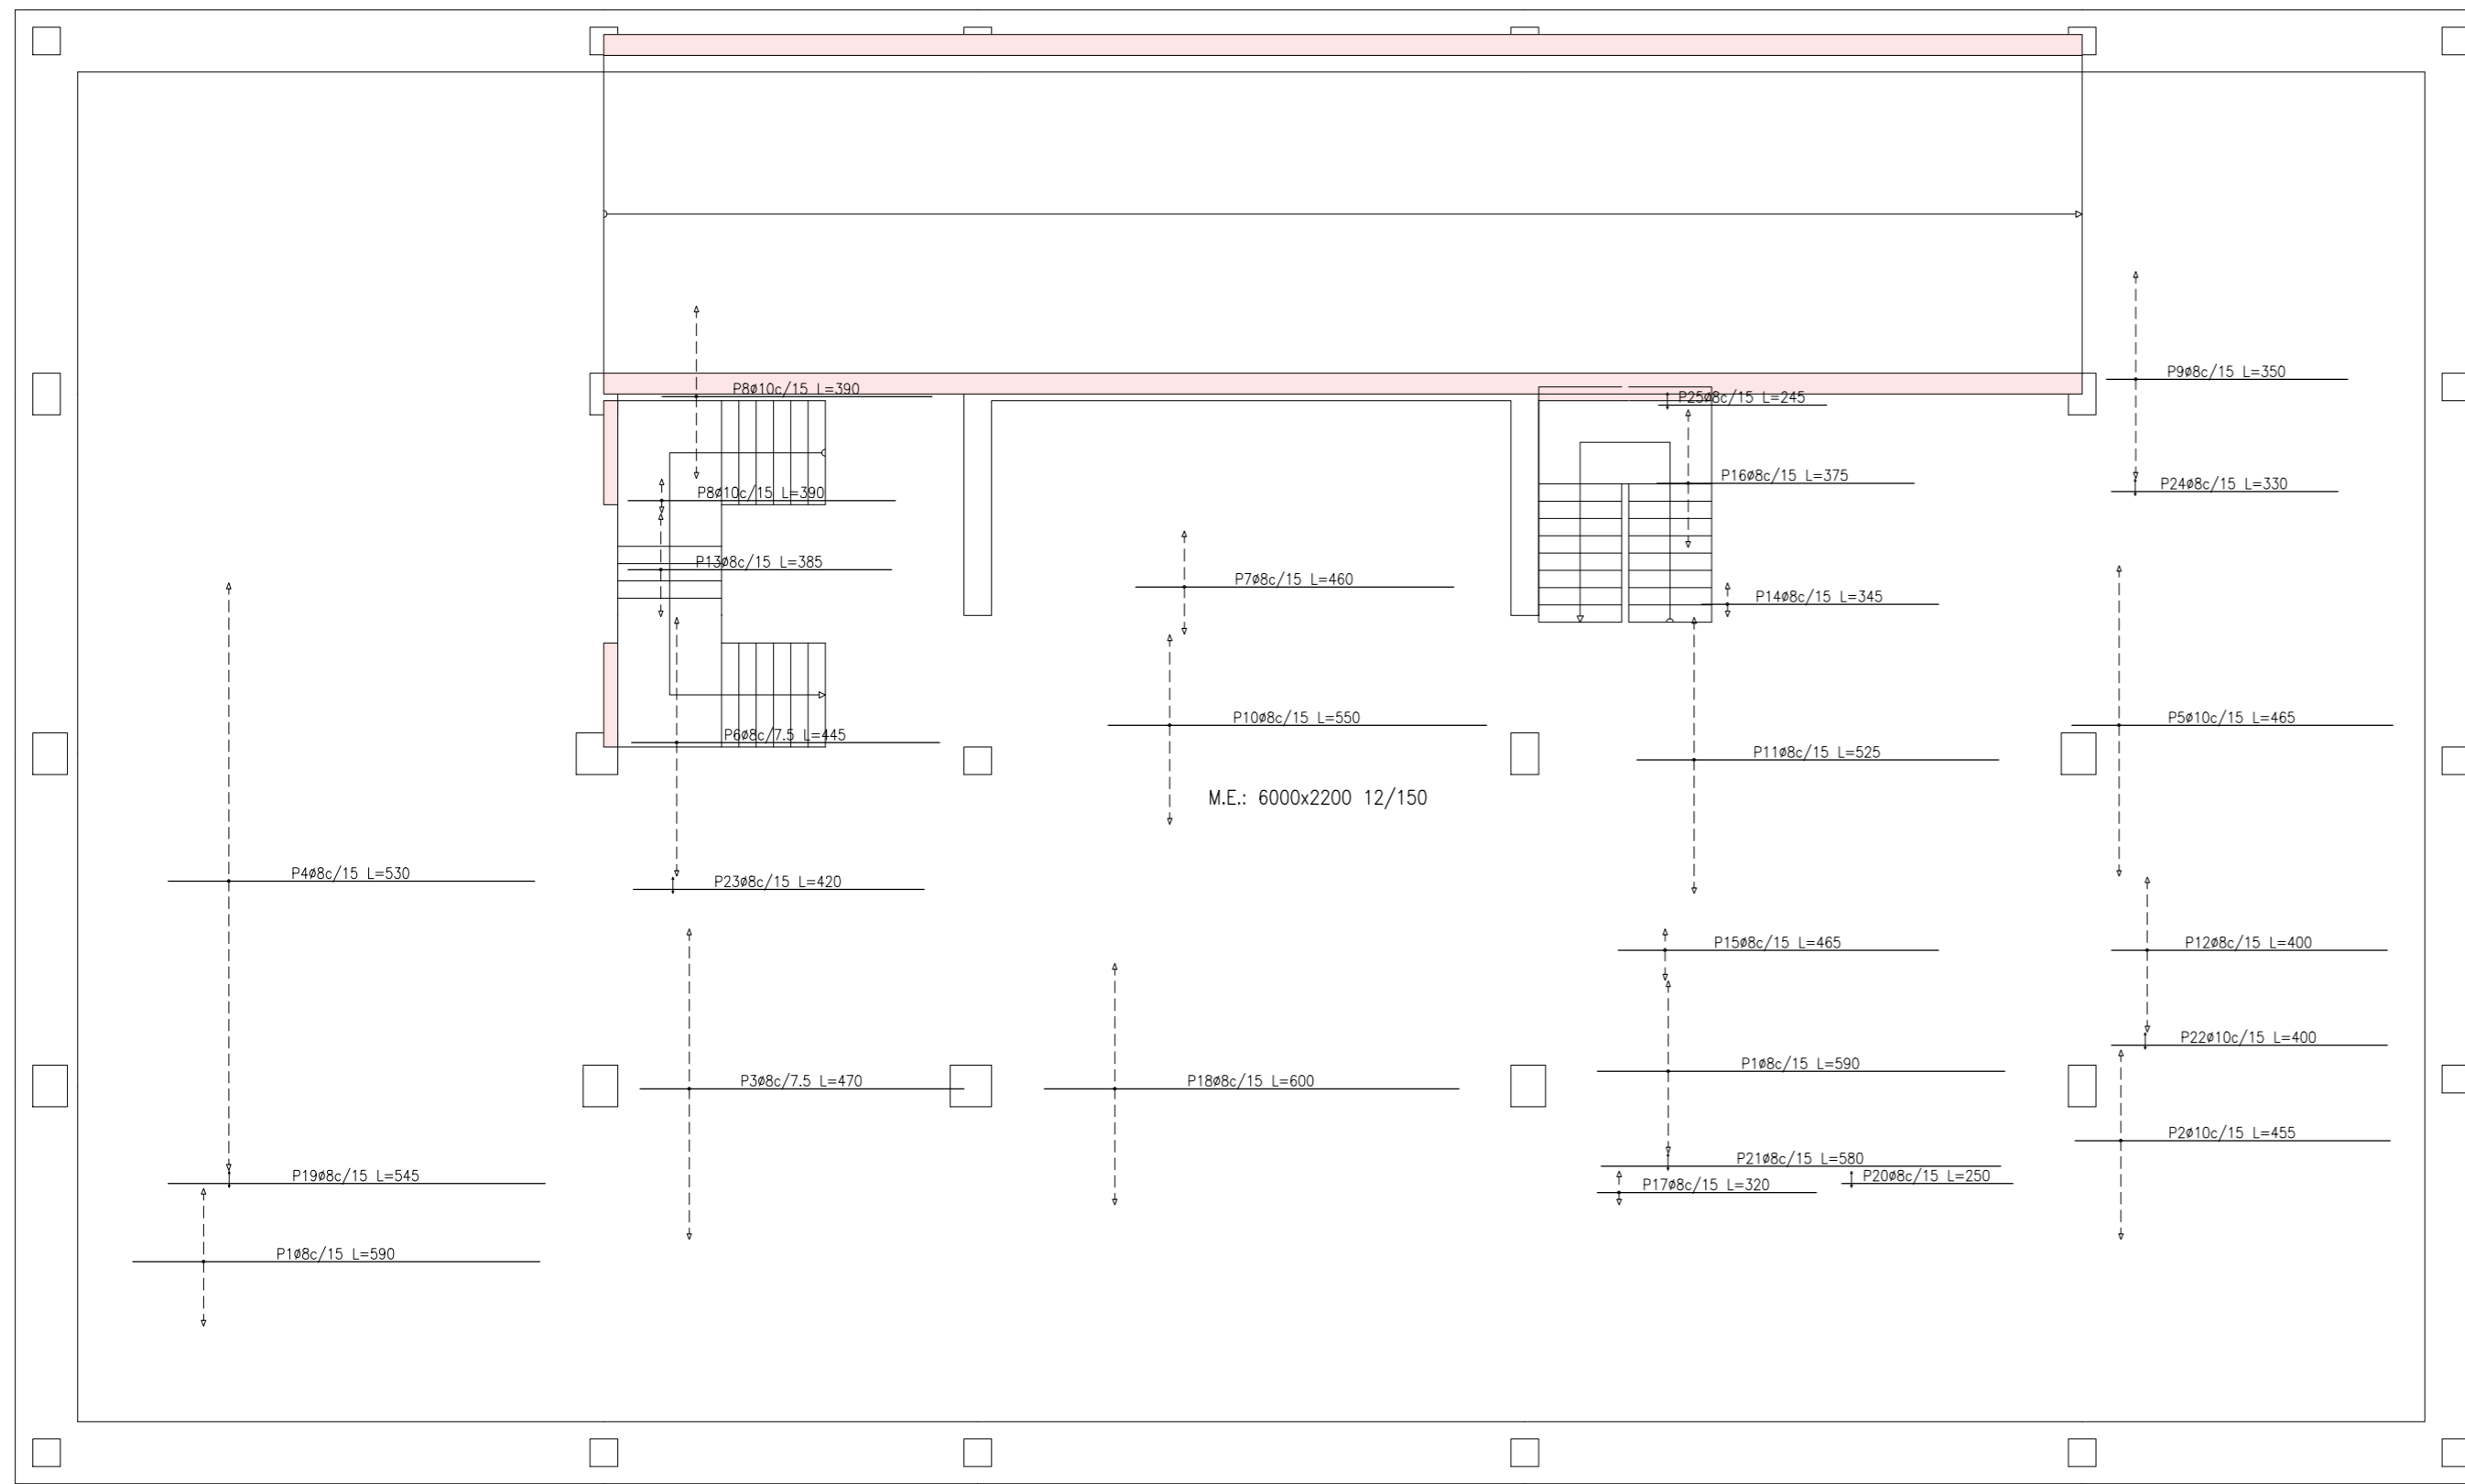 P9ø8c/15 L=350
P8ø10c/15 L=390
P25ø8c/15 L=245
P16ø8c/15 L=375
P24ø8c/15 L=330
P8ø10c/15 L=390
P13ø8c/15 L=385
P7ø8c/15 L=460
P14ø8c/15 L=345
P5ø10c/15 L=465
P10ø8c/15 L=550
P6ø8c/7.5 L=445
P11ø8c/15 L=525
M.E.: 6000x2200 12/150
P4ø8c/15 L=530
P23ø8c/15 L=420
P15ø8c/15 L=465
P12ø8c/15 L=400
P22ø10c/15 L=400
P1ø8c/15 L=590
P3ø8c/7.5 L=470
P18ø8c/15 L=600
P2ø10c/15 L=455
P21ø8c/15 L=580
P19ø8c/15 L=545
P20ø8c/15 L=250
P17ø8c/15 L=320
P1ø8c/15 L=590